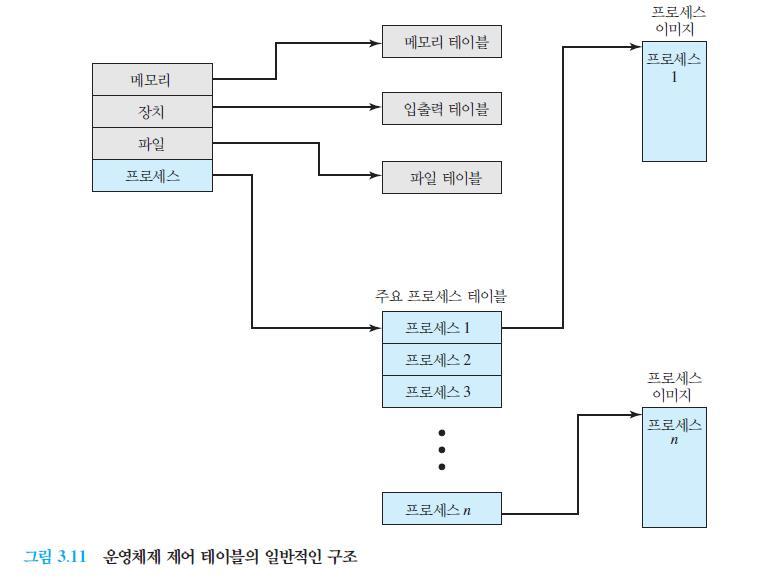 메모리
장치
파일
프로세스
메모리 테이블
입출력 테이블
파일 테이블
주요 프로세스 테이블
프로세스 1
프로세스 2
프로세스 3
프로세스 n
프로세스
이미지
프로세스
1
프로세스
이미지
프로세스
n
그림 3.11 운영체제 제어 테이블의 일반적인 구조